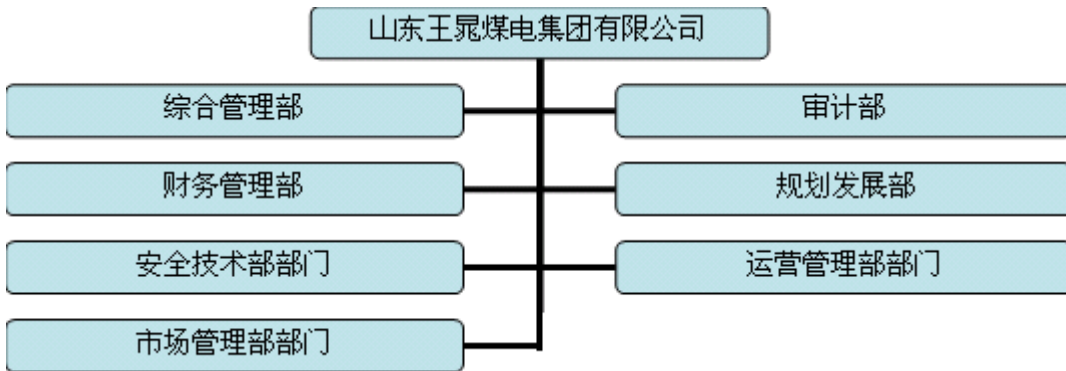 山东王晁煤电集团有限公司
综合管理部
审计部
财务管理部
规划发展部
安全技术部部门
运营管理部部门
市场管理部部门